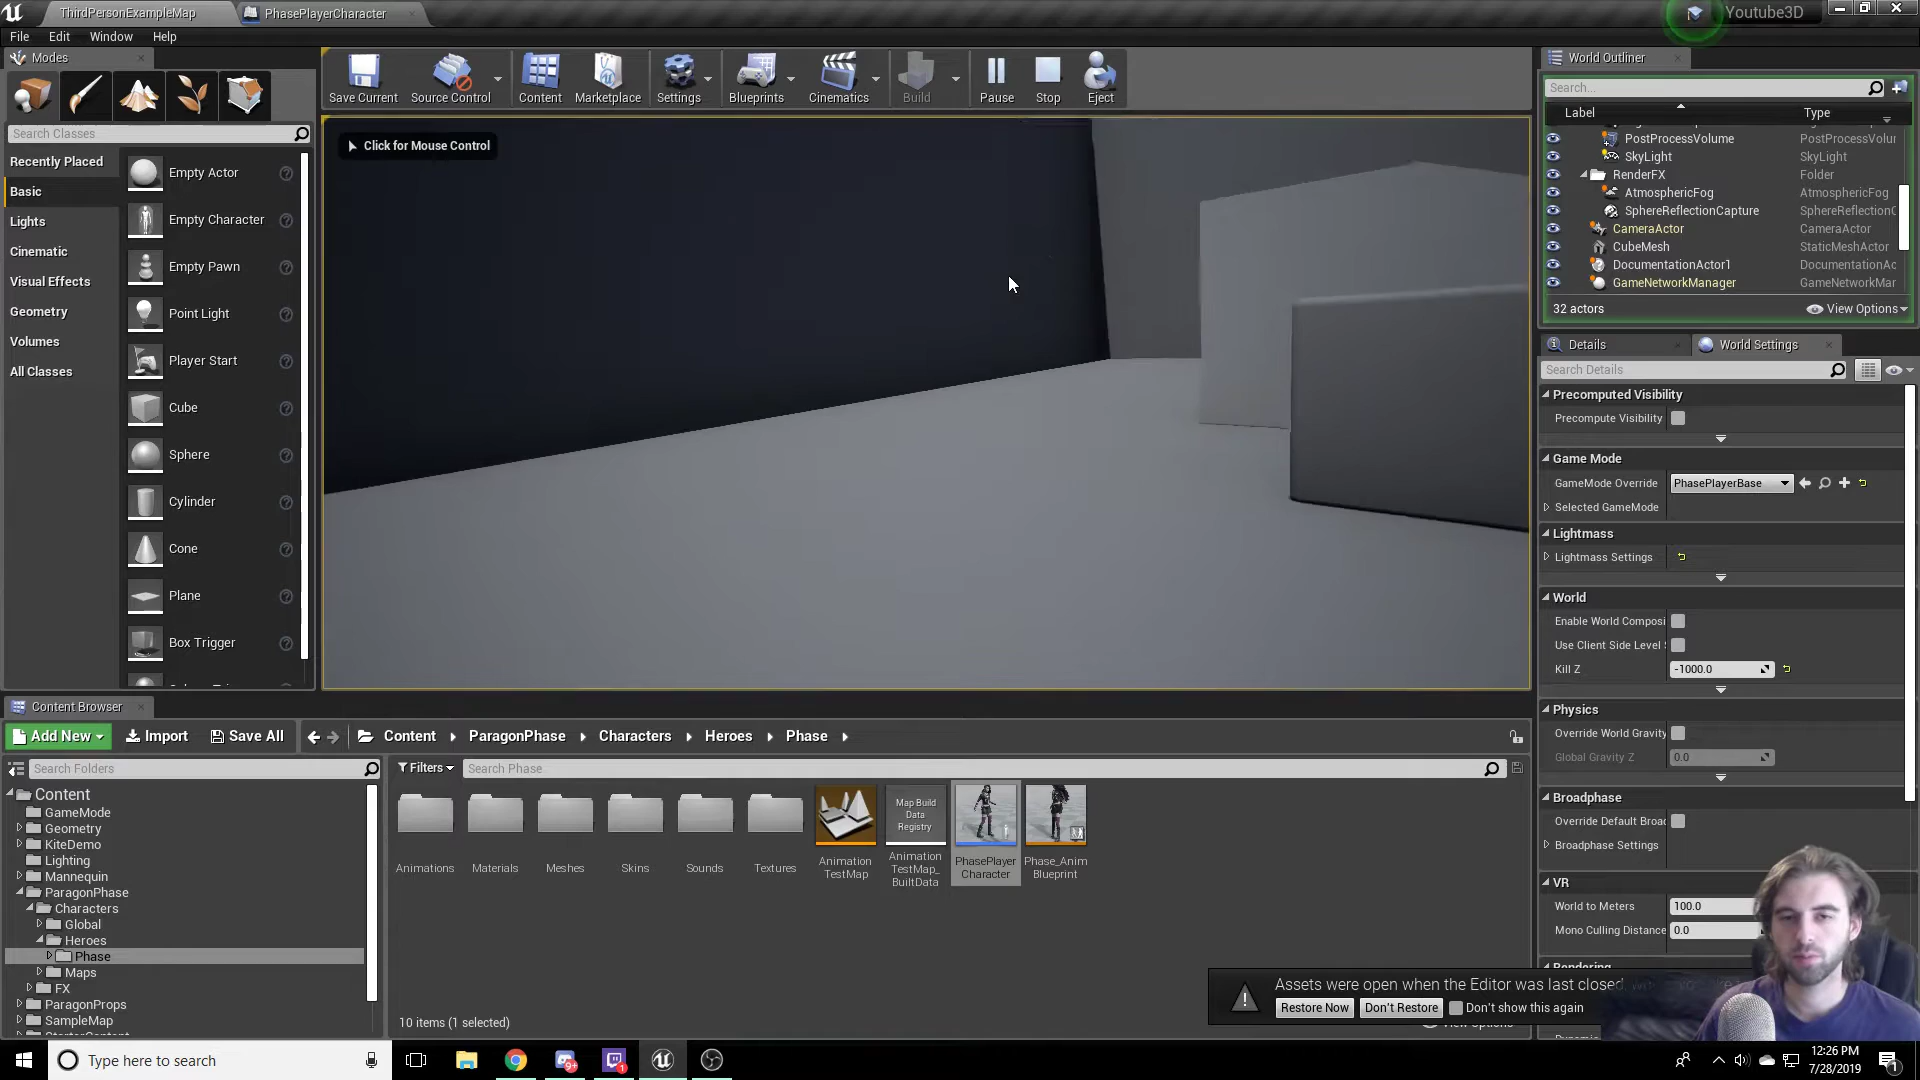 ThirdPersonExampleMap
PhasePlayerCharacter
Youtube3D
File Edit Window Help
Modes
Save Current
Source Control
Content
Marketplace
Settings
Blueprints
Cinematics
Build
Pause
Stop
Eject
Search Classes
Recently Placed
Basic
Lights
Cinematic
Visual Effects
Geometry
Volumes
All Classes
Empty Actor
Empty Character
Empty Pawn
Point Light
Player Start
Cube
Sphere
Cylinder
Cone
Plane
Box Trigger
Click for Mouse Control
World Outliner
Search...
Label Type
PostProcessVolume PostProcessVolur
SkyLight SkyLight
RenderFX Folder
AtmosphericFog AtmosphericFog
SphereReflectionCapture SphereReflectionC
CameraActor CameraActor
CubeMesh StaticMeshActor
DocumentationActor1 DocumentationAc
GameNetworkManager GameNetworkMar
32 actors View Options
Details World Settings
Search Details
Precomputed Visibility
Precompute Visibility
Game Mode
GameMode Override PhasePlayerBase
Selected GameMode
Lightmass
Lightmass Settings
World
Enable World Composi
Use Client Side Level
Kill Z -1000.0
Physics
Override World Gravity
Global Gravity Z 0.0
Broadphase
Override Default Broad
Broadphase Settings
VR
World to Meters 100.0
Mono Culling Distance 0.0
Rendering
Content Browser
Add New Import Save All Content ParagonPhase Characters Heroes Phase
Search Folders
Filters Search Phase
Content
GameMode
Geometry
KiteDemo
Lighting
Mannequin
ParagonPhase
Characters
Global
Heroes
Phase
Maps
FX
ParagonProps
SampleMap
Animations
Materials
Meshes
Skins
Sounds
Textures
Animation
TestMap
Map Build
Data
Registry
Animation
TestMap_
BuiltData
PhasePlayer
Character
Phase_Anim
Blueprint
10 items (1 selected)
Assets were open when the Editor was last closed,
Restore Now Don't Restore Don't show this again
View Options
Type here to search
9+
1
12:26 PM
7/28/2019
1